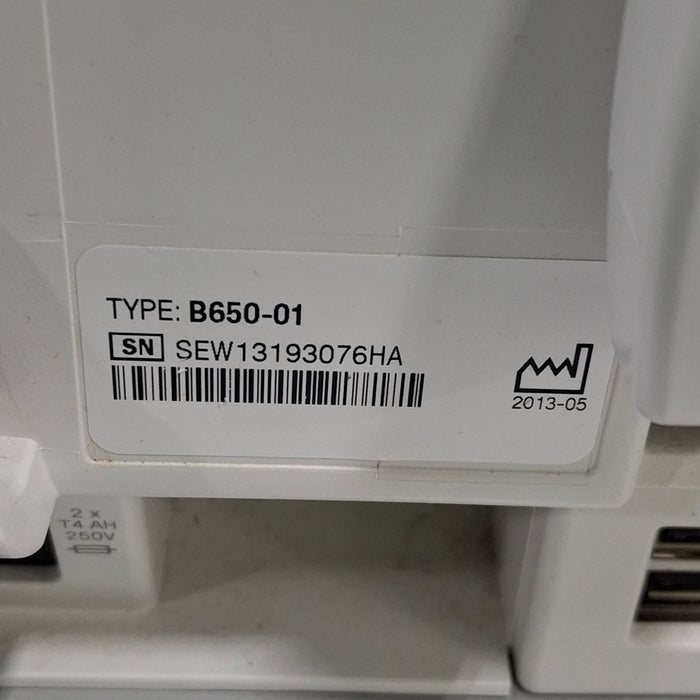 TYPE: B650-01
SN SEW13193076HA
2013-05
2 x
T4 AH
250V